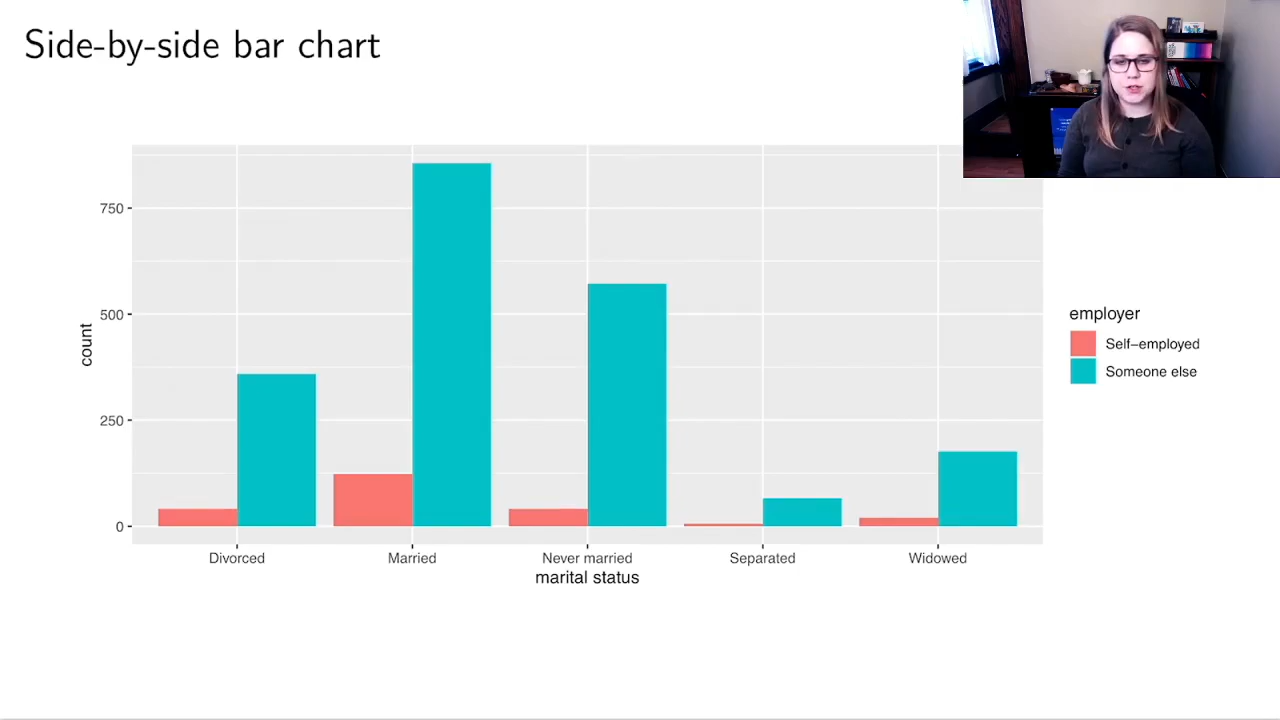 Side-by-side bar chart
750
500
250
0
count
Divorced
Married
Never married
Separated
Widowed
marital status
employer
Self−employed
Someone else